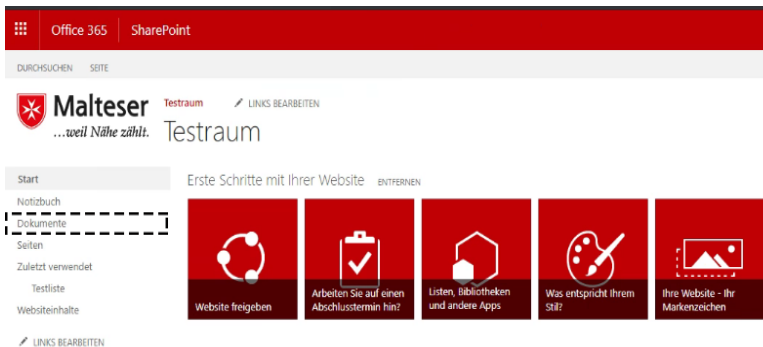 Office 365 SharePoint
DURCHSUCHEN SEITE
Malteser
...weil Nähe zählt.
Testraum LINKS BEARBEITEN
Testraum
Start
Notizbuch
Dokumente
Seiten
Zuletzt verwendet
Testliste
Websiteinhalte
LINKS BEARBEITEN
Erste Schritte mit Ihrer Website ENTFERNEN
Website freigeben
Arbeiten Sie auf einen
Abschlusstermin hin?
Listen, Bibliotheken
und andere Apps
Was entspricht Ihrem
Stil?
Ihre Website - Ihr
Markenzeichen